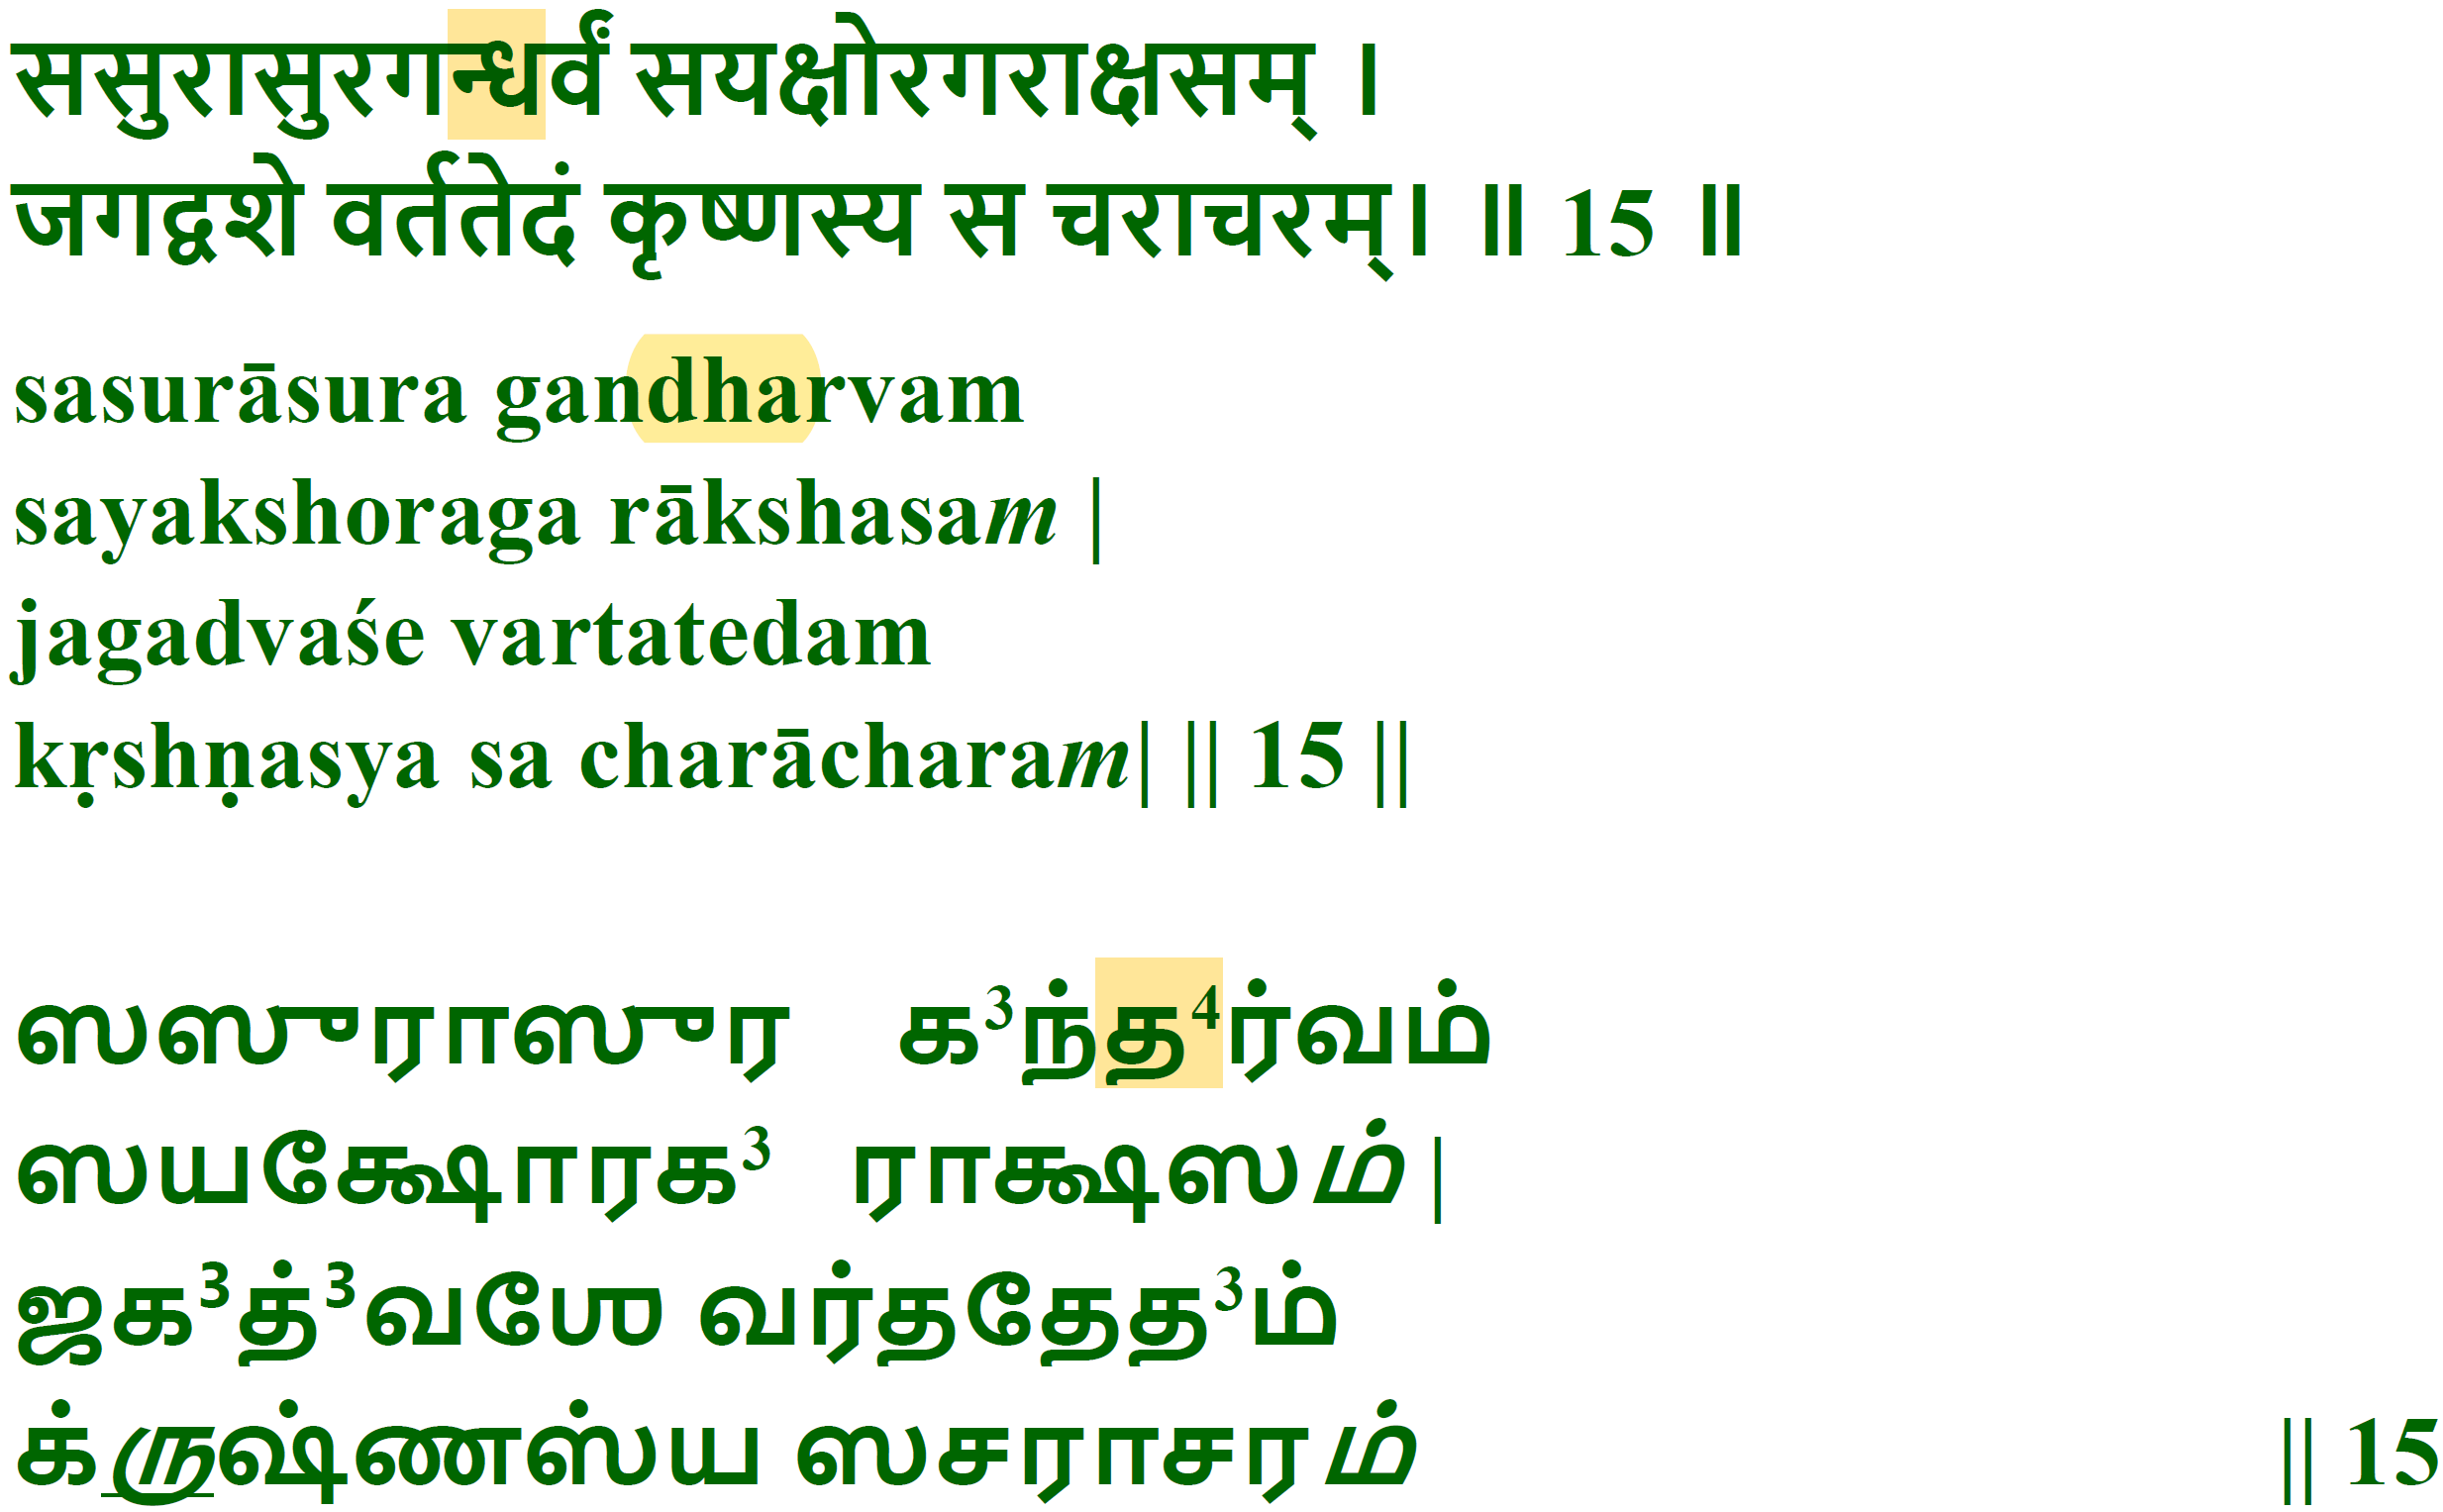 ससुरासुरगन्धर्वं सयक्षोरगराक्षसम् ।
जगद्वशे वर्ततेदं कृष्णस्य स चराचरम्। ॥ 15 ॥
sasurāsura gandharvam
sayakshoraga rākshasam |
jagadvaśe vartatedam
kṛshṇasya sa charācharam| || 15 ||
ஸஸுராஸுர க³ந்த⁴ர்வம்
ஸயக்ஷோரக³ ராக்ஷஸம் |
ஜக³த்³வஶே வர்ததேத³ம்
க்ருஷ்ணஸ்ய ஸசராசரம் || 15